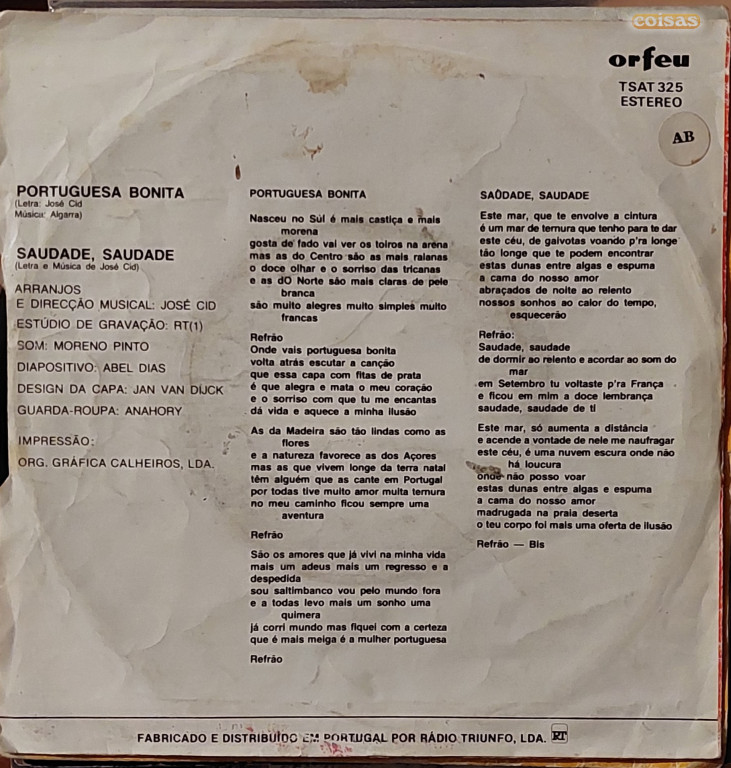 coisas
orfeu
TSAT 325
ESTEREO
AB
PORTUGUESA BONITA
(Letra: José Cid
Música: Algarra)
SAUDADE, SAUDADE
(Letra e Música de José Cid)
ARRANJOS
E DIRECÇÃO MUSICAL: JOSÉ CID
ESTÚDIO DE GRAVAÇÃO: RT(1)
SOM: MORENO PINTO
DIAPOSITIVO: ABEL DIAS
DESIGN DA CAPA: JAN VAN DIJCK
GUARDA-ROUPA: ANAHORY
IMPRESSÃO:
ORG. GRÁFICA CALHEIROS, LDA.
PORTUGUESA BONITA
Nasceu no Sul é mais castiça e mais
morena
gosta de fado vai ver os toiros na arena
mas as do Centro são as mais raianas
o doce olhar e o sorriso das tricanas
e as dO Norte são mais claras de pele
branca
são muito alegres muito simples muito
francas
Refrão
Onde vais portuguesa bonita
volta atrás escutar a canção
que essa capa com fitas de prata
é que alegra e mata o meu coração
e o sorriso com que tu me encantas
dá vida e aquece a minha ilusão
As da Madeira são tão lindas como as
flores
e a natureza favorece as dos Açores
mas as que vivem longe da terra natal
têm alguém que as cante em Portugal
por todas tive muito amor muita ternura
no meu caminho ficou sempre uma
aventura
Refrão
São os amores que já vivi na minha vida
mais um adeus mais um regresso e a
despedida
sou saltimbanco vou pelo mundo fora
e a todas levo mais um sonho uma
quimera
já corri mundo mas fiquei com a certeza
que é mais meiga é a mulher portuguesa
Refrão
SAÛDADE, SAUDADE
Este mar, que te envolve a cintura
é um mar de ternura que tenho para te dar
este céu, de gaivotas voando p'ra longe
tão longe que te podem encontrar
estas dunas entre algas e espuma
a cama do nosso amor
abraçados de noite ao relento
nossos sonhos ao calor do tempo,
esquecerão
Refrão:
Saudade, saudade
de dormir ao relento e acordar ao som do
mar
em Setembro tu voltaste p'ra França
e ficou em mim a doce lembrança
saudade, saudade de ti
Este mar, só aumenta a distância
e acende a vontade de nele me naufragar
este céu, é uma nuvem escura onde não
há loucura
onde não posso voar
estas dunas entre algas e espuma
a cama do nosso amor
madrugada na praia deserta
o teu corpo foi mais uma oferta de ilusão
Refrão — Bis
FABRICADO E DISTRIBUÍDO EM PORTUGAL POR RÁDIO TRIUNFO, LDA. RT